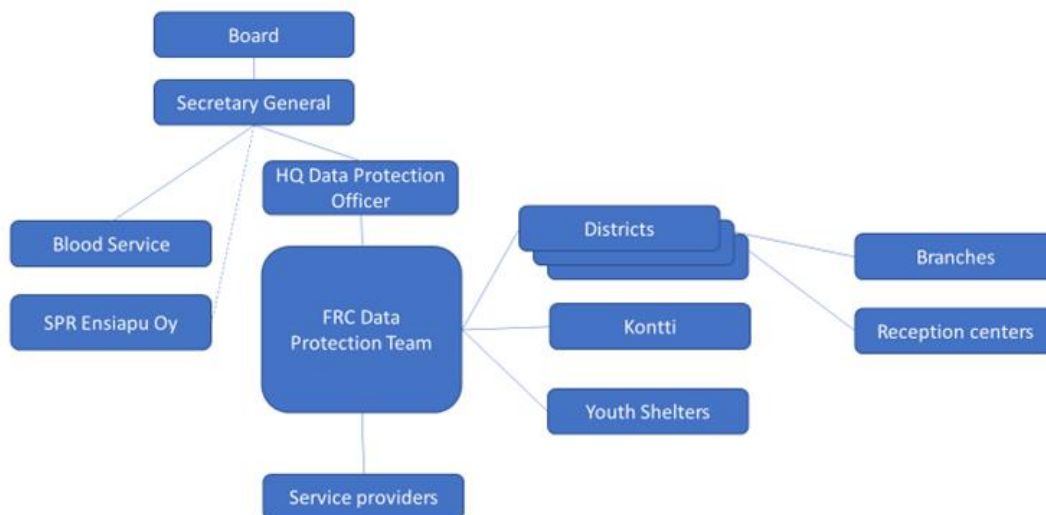 Board
Secretary General
HQ Data Protection
Officer
Blood Service
SPR Ensiapu Oy
FRC Data
Protection Team
Districts
Kontti
Youth Shelters
Branches
Reception centers
Service providers